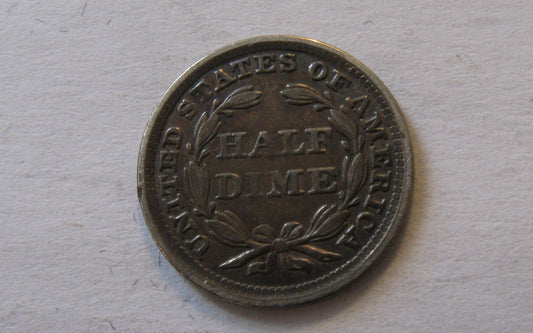 UNITED STATES OF AMERICA
HALF
DIME